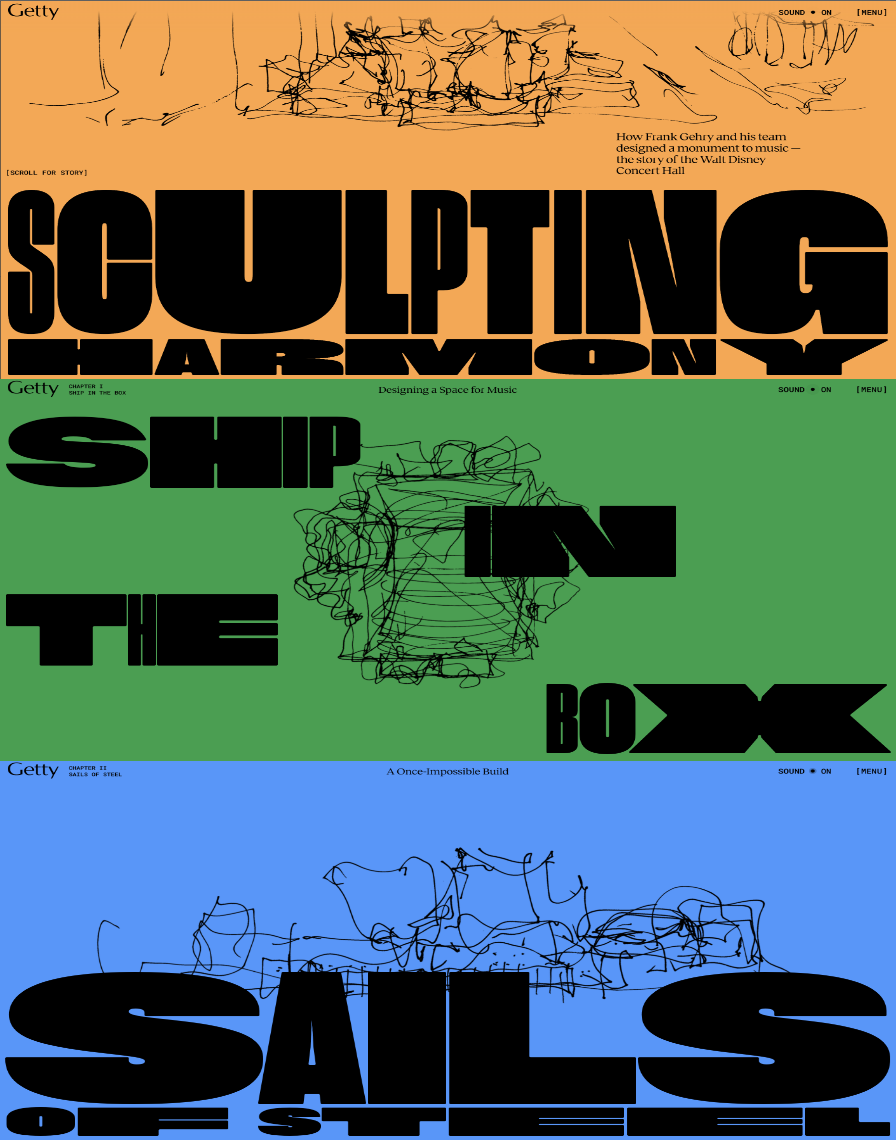 Getty
SOUND ● ON
[MENU]
How Frank Gehry and his team
designed a monument to music —
the story of the Walt Disney
Concert Hall
[SCROLL FOR STORY]
SCULPTING
HARMONY
Getty
CHAPTER I
SHIP IN THE BOX
Designing a Space for Music
SOUND ● ON
[MENU]
SHIP
IN
THE
BOX
Getty
CHAPTER II
SAILS OF STEEL
A Once-Impossible Build
SOUND ● ON
[MENU]
SAILS
OF STEEL